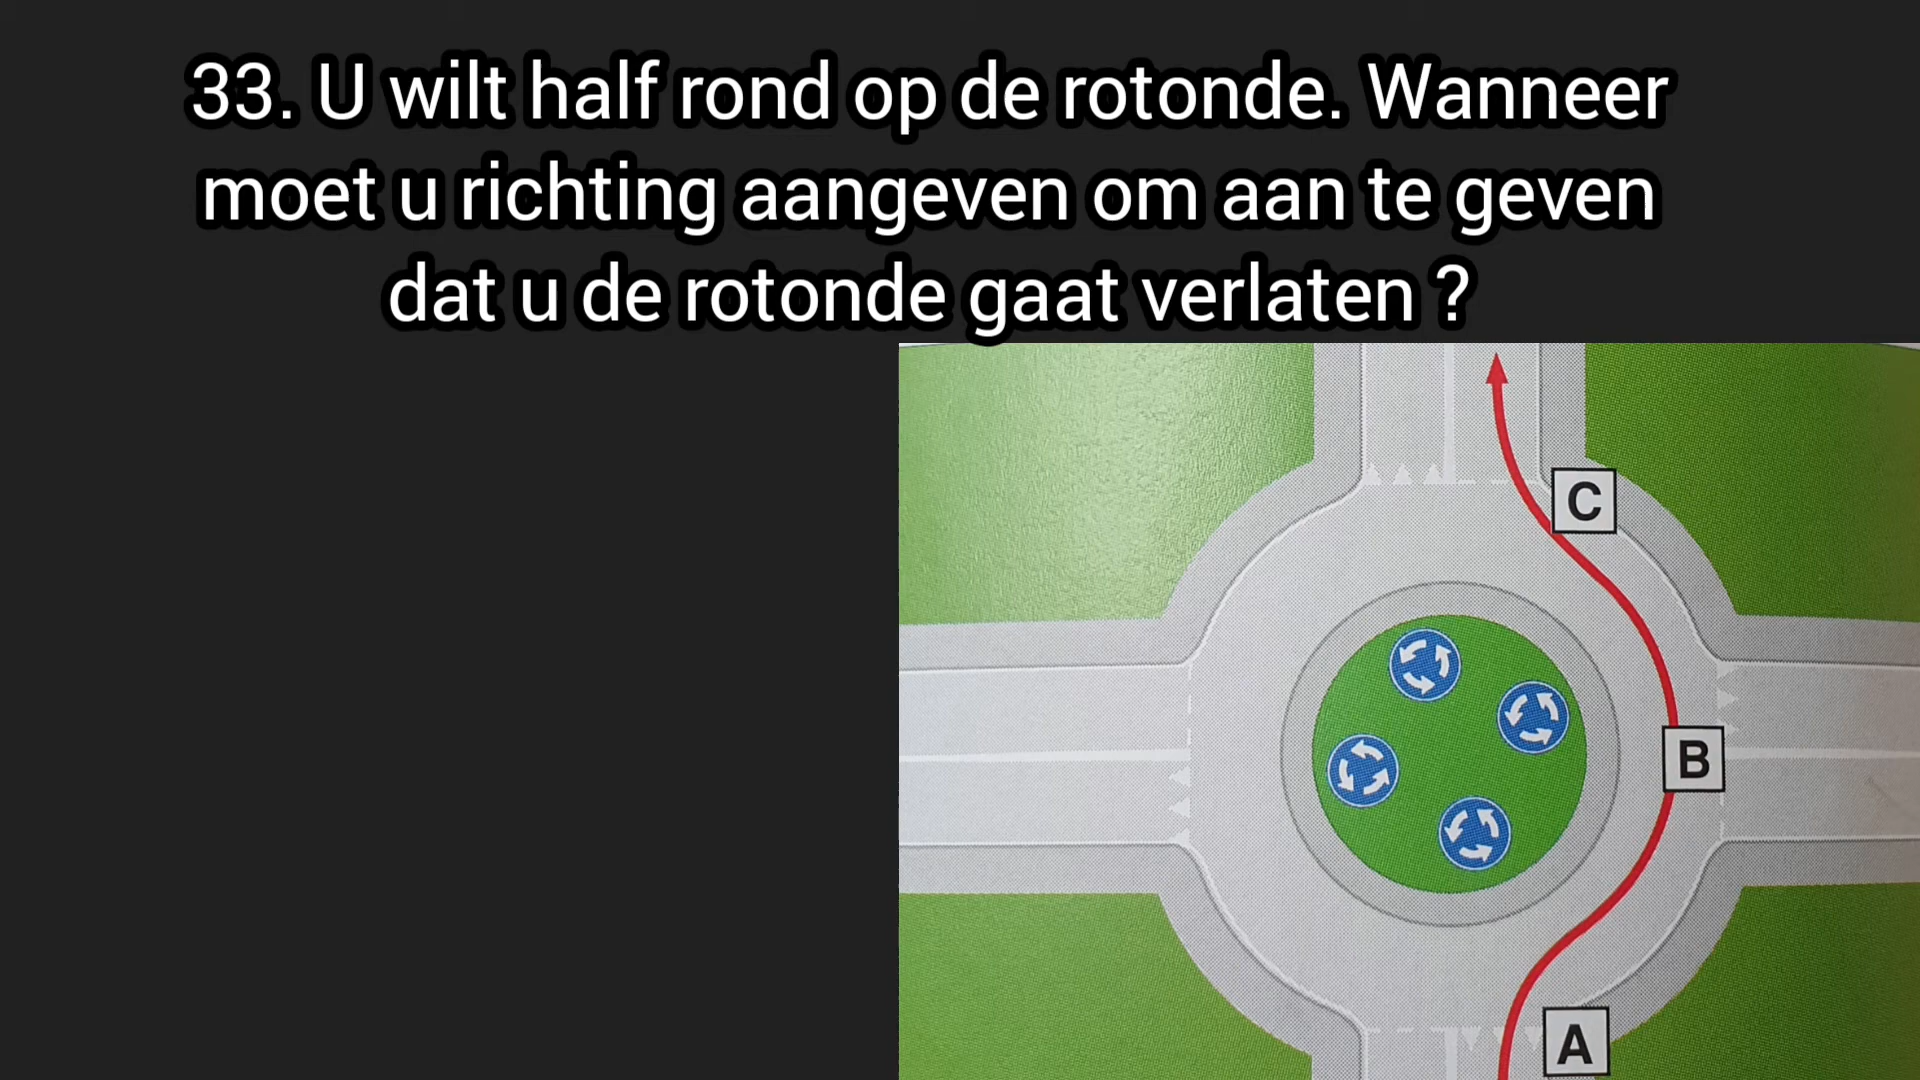 33. U wilt half rond op de rotonde. Wanneer
moet u richting aangeven om aan te geven
dat u de rotonde gaat verlaten ?
C
B
A